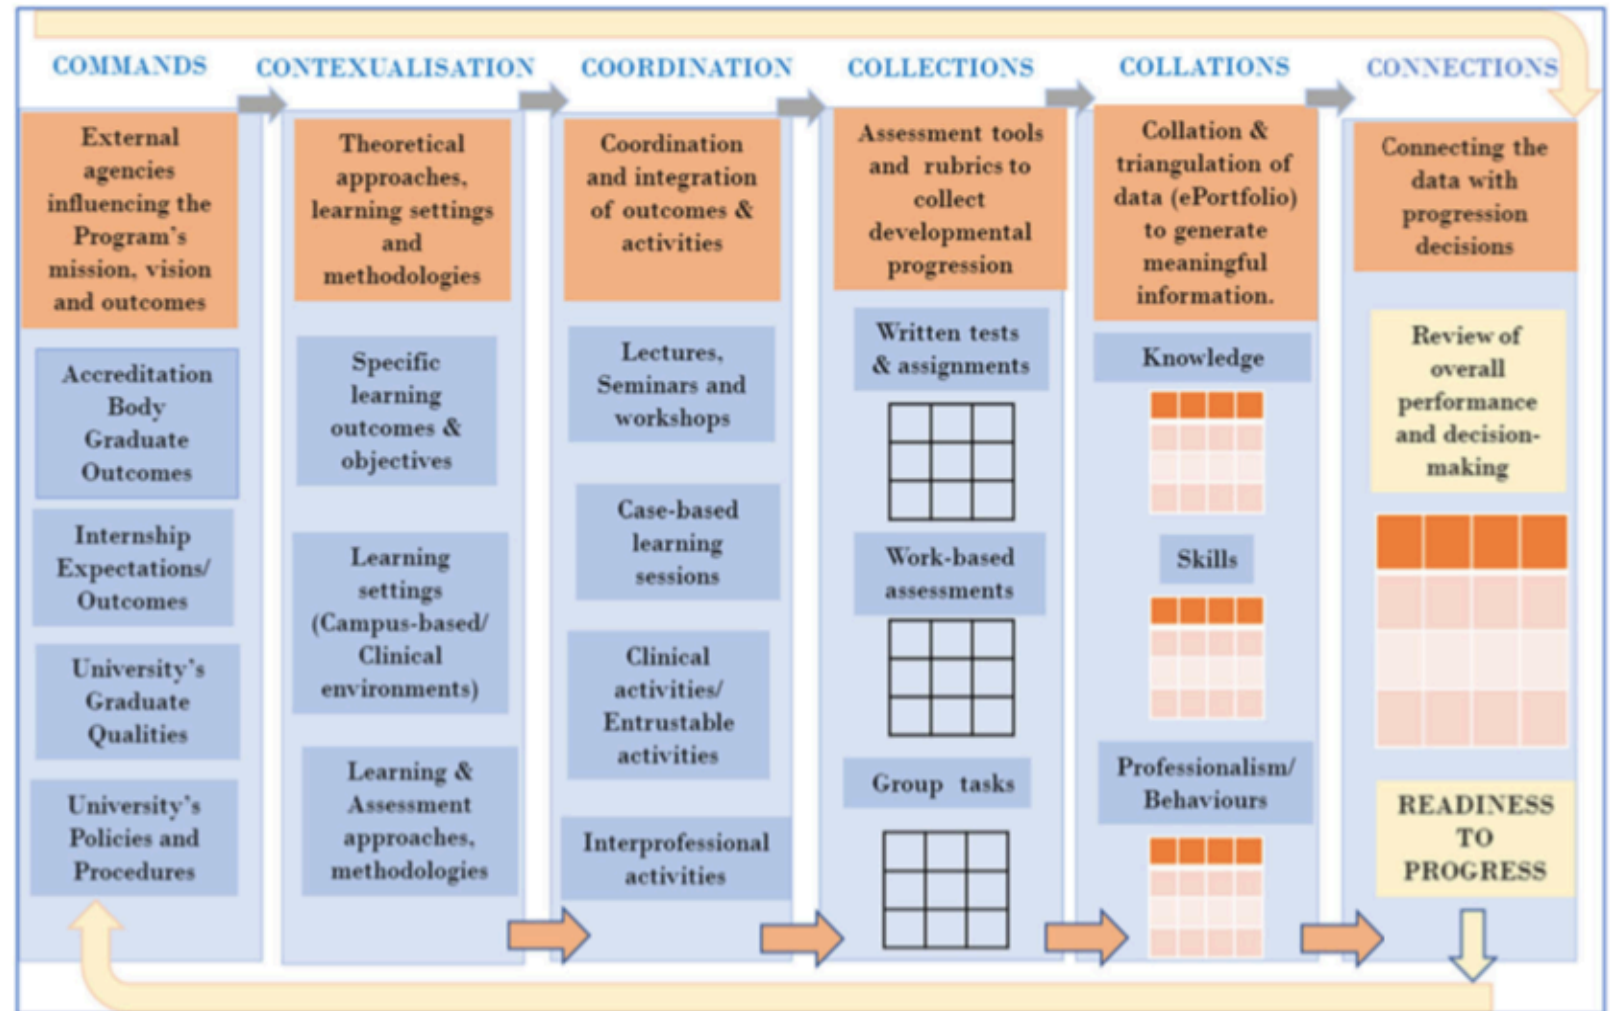 COMMANDS
CONTEXUALISATION
COORDINATION
COLLECTIONS
COLLATIONS
CONNECTIONS
External
agencies
influencing the
Program's
mission, vision
and outcomes
Accreditation
Body
Graduate
Outcomes
Internship
Expectations/
Outcomes
University's
Graduate
Qualities
University's
Policies and
Procedures
Theoretical
approaches,
learning settings
and
methodologies
Specific
learning
outcomes &
objectives
Learning
settings
(Campus-based/
Clinical
environments)
Learning &
Assessment
approaches,
methodologies
Coordination
and integration
of outcomes &
activities
Lectures,
Seminars and
workshops
Case-based
learning
sessions
Clinical
activities/
Entrustable
activities
Interprofessional
activities
Assessment tools
and rubrics to
collect
developmental
progression
Written tests
& assignments
Work-based
assessments
Group tasks
Collation &
triangulation of
data (ePortfolio)
to generate
meaningful
information.
Knowledge
Skills
Professionalism/
Behaviours
Connecting the
data with
progression
decisions
Review of
overall
performance
and decision-
making
READINESS
TO
PROGRESS